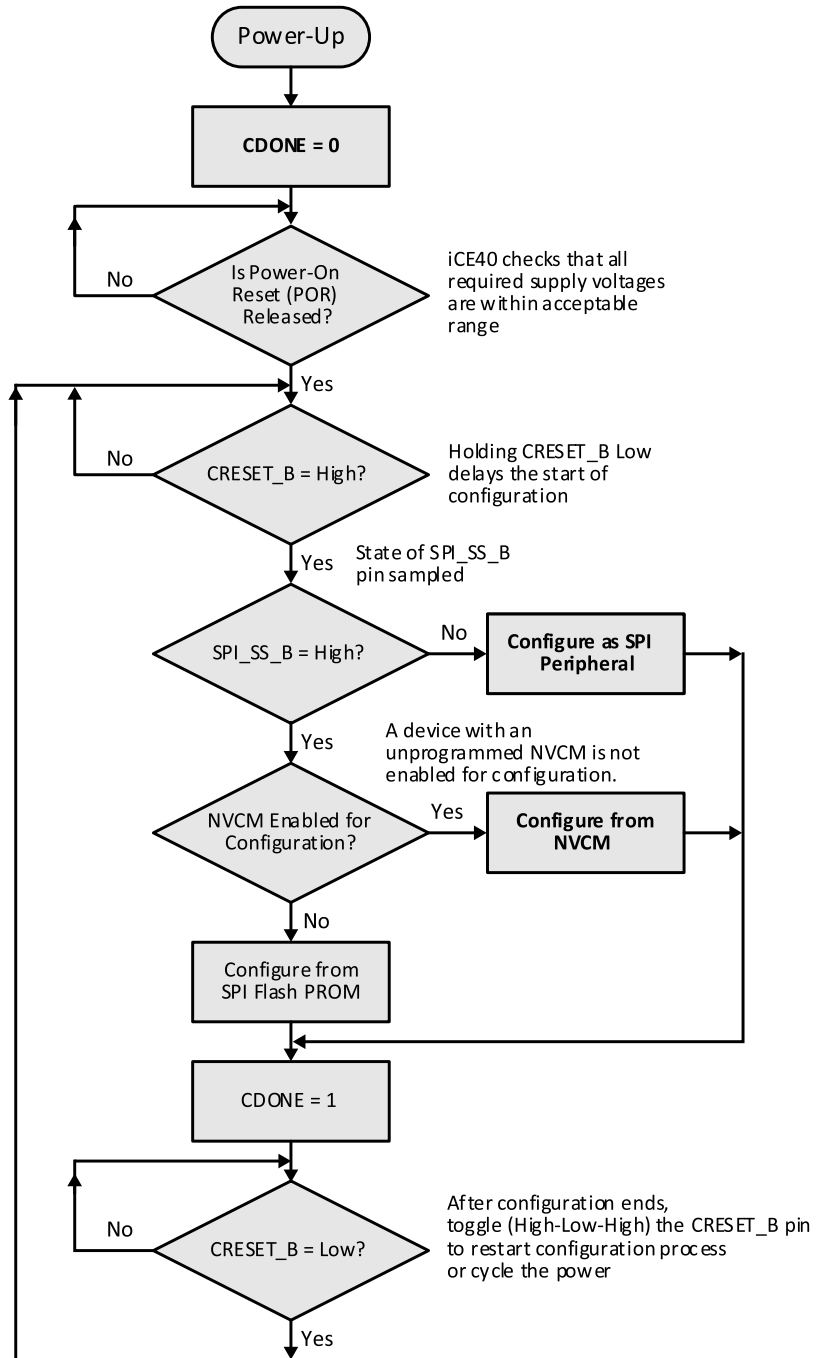 Power-Up
CDONE = 0
No
Is Power-On
Reset (POR)
Released?
iCE40 checks that all
required supply voltages
are within acceptable
range
Yes
No
CRESET_B = High?
Holding CRESET_B Low
delays the start of
configuration
Yes
State of SPI_SS_B
pin sampled
SPI_SS_B = High?
No
Configure as SPI
Peripheral
Yes
A device with an
unprogrammed NVCM is not
enabled for configuration.
NVCM Enabled for
Configuration?
Yes
Configure from
NVCM
No
Configure from
SPI Flash PROM
CDONE = 1
No
CRESET_B = Low?
After configuration ends,
toggle (High-Low-High) the CRESET_B pin
to restart configuration process
or cycle the power
Yes